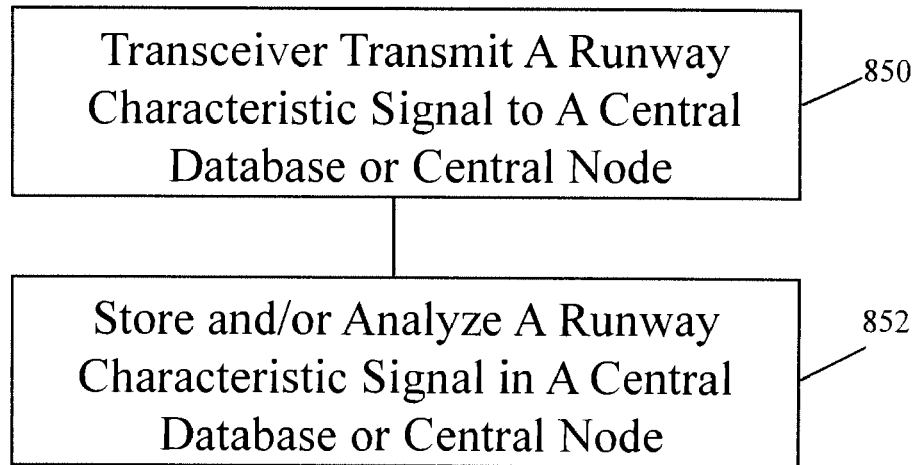 Transceiver Transmit A Runway
Characteristic Signal to A Central
Database or Central Node
850
Store and/or Analyze A Runway
Characteristic Signal in A Central
Database or Central Node
852